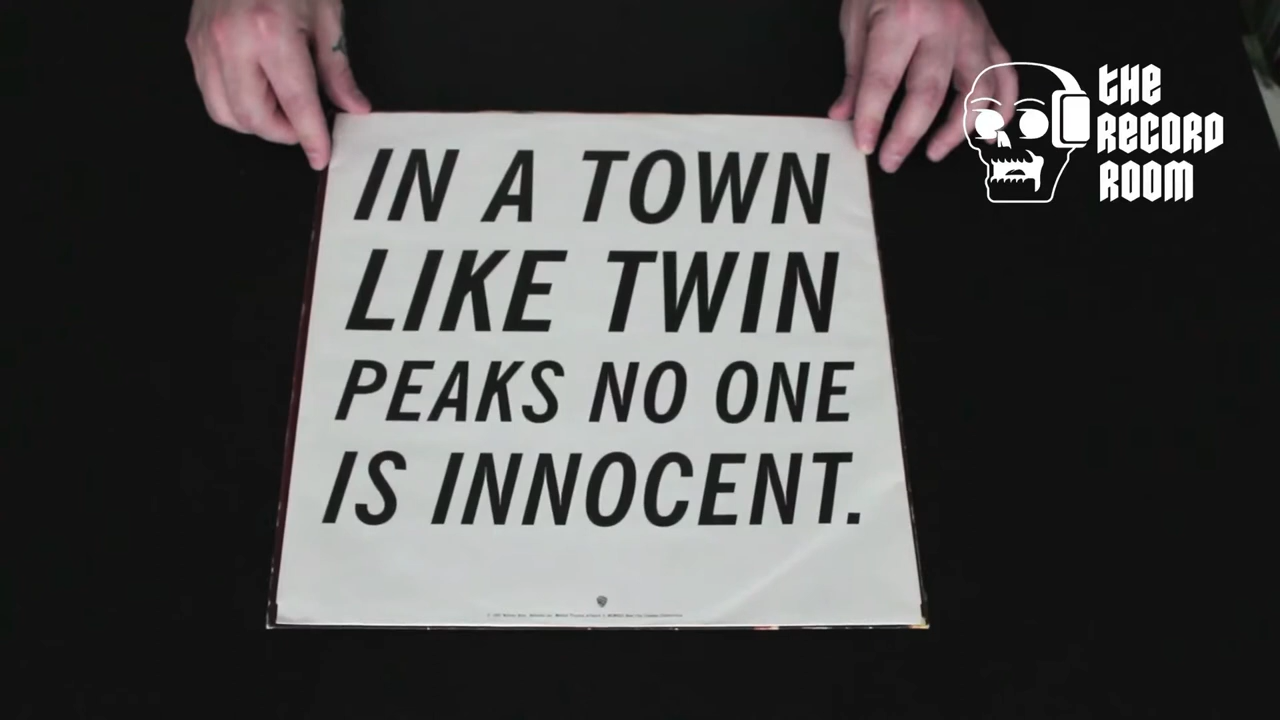 IN A TOWN
LIKE TWIN
PEAKS NO ONE
IS INNOCENT.
THE
RECORD
ROOM